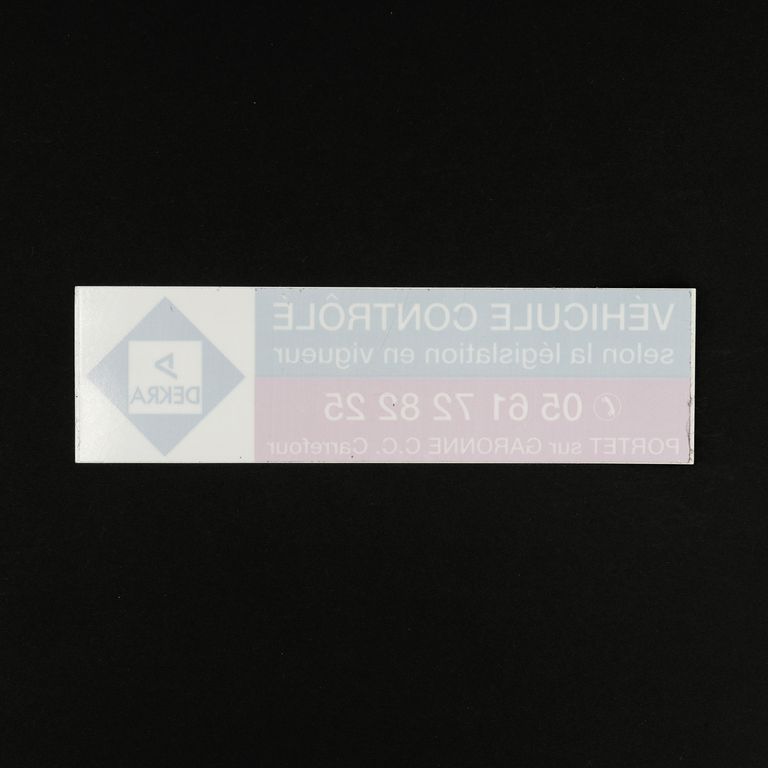 VÉHICULE CONTRÔLÉ
selon la législation en vigueur
✆ 05 61 72 82 25
PORTET sur GARONNE C.C. Carrefour
DEKRA